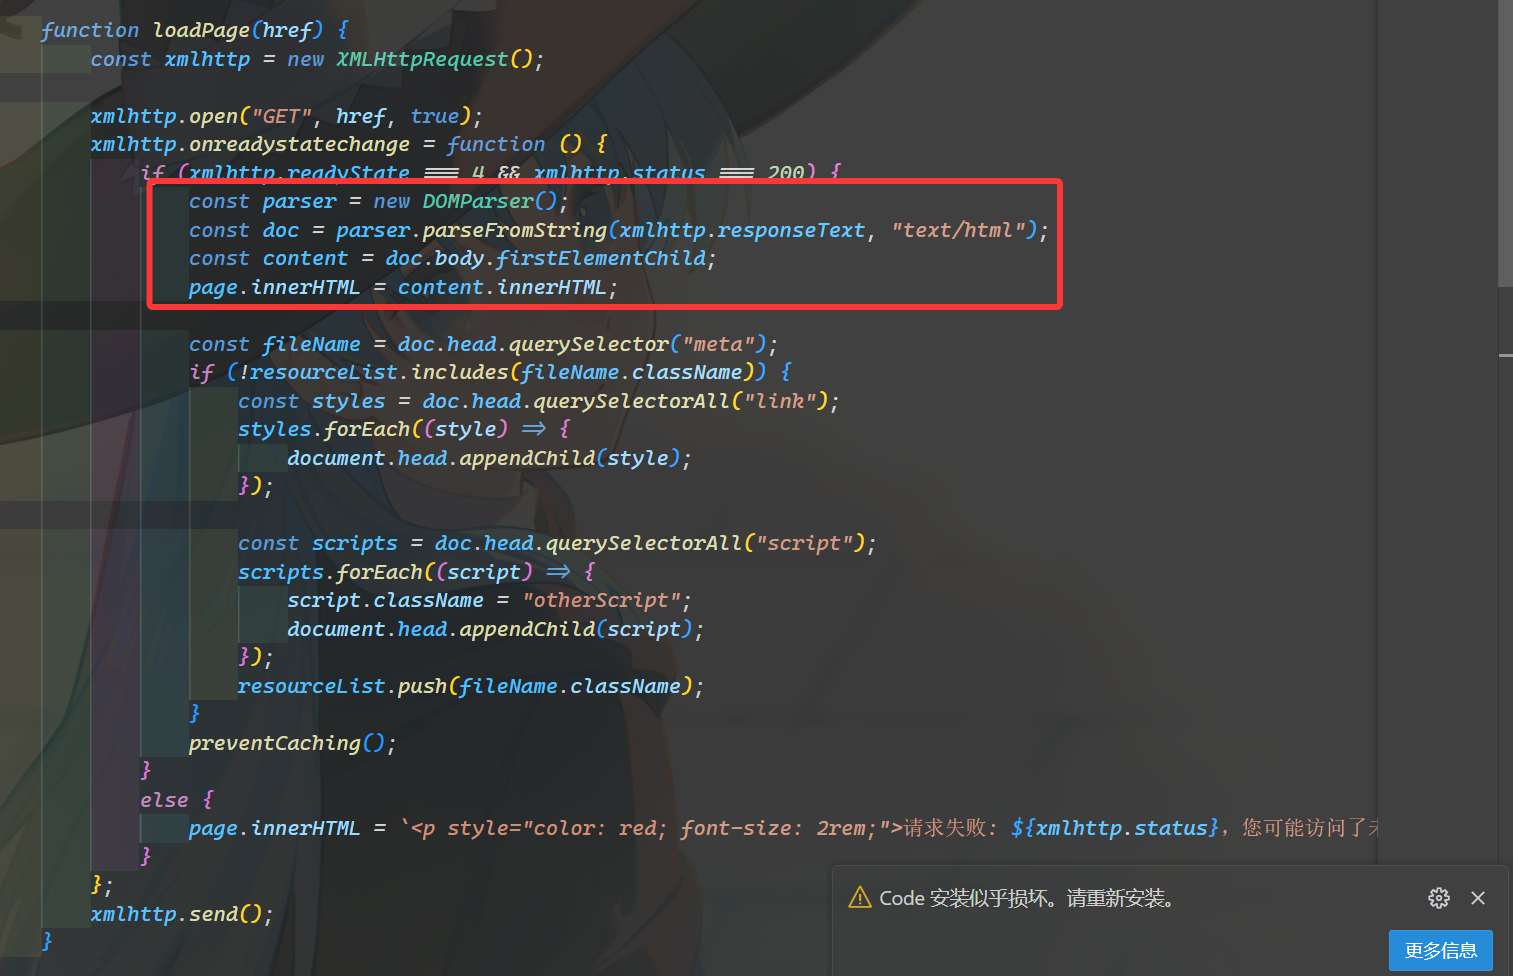 function loadPage(href) {
const xmlhttp = new XMLHttpRequest();
xmlhttp.open("GET", href, true);
xmlhttp.onreadystatechange = function () {
if (xmlhttp.readyState === 4 && xmlhttp.status === 200) {
const parser = new DOMParser();
const doc = parser.parseFromString(xmlhttp.responseText, "text/html");
const content = doc.body.firstElementChild;
page.innerHTML = content.innerHTML;
const fileName = doc.head.querySelector("meta");
if (!resourceList.includes(fileName.className)) {
const styles = doc.head.querySelectorAll("link");
styles.forEach((style) => {
document.head.appendChild(style);
});
const scripts = doc.head.querySelectorAll("script");
scripts.forEach((script) => {
script.className = "otherScript";
document.head.appendChild(script);
});
resourceList.push(fileName.className);
}
preventCaching();
}
else {
page.innerHTML = `<p style="color: red; font-size: 2rem;">请求失败: ${xmlhttp.status}, 您可能访问了
}
};
xmlhttp.send();
}
Code 安装似乎损坏。请重新安装。
更多信息